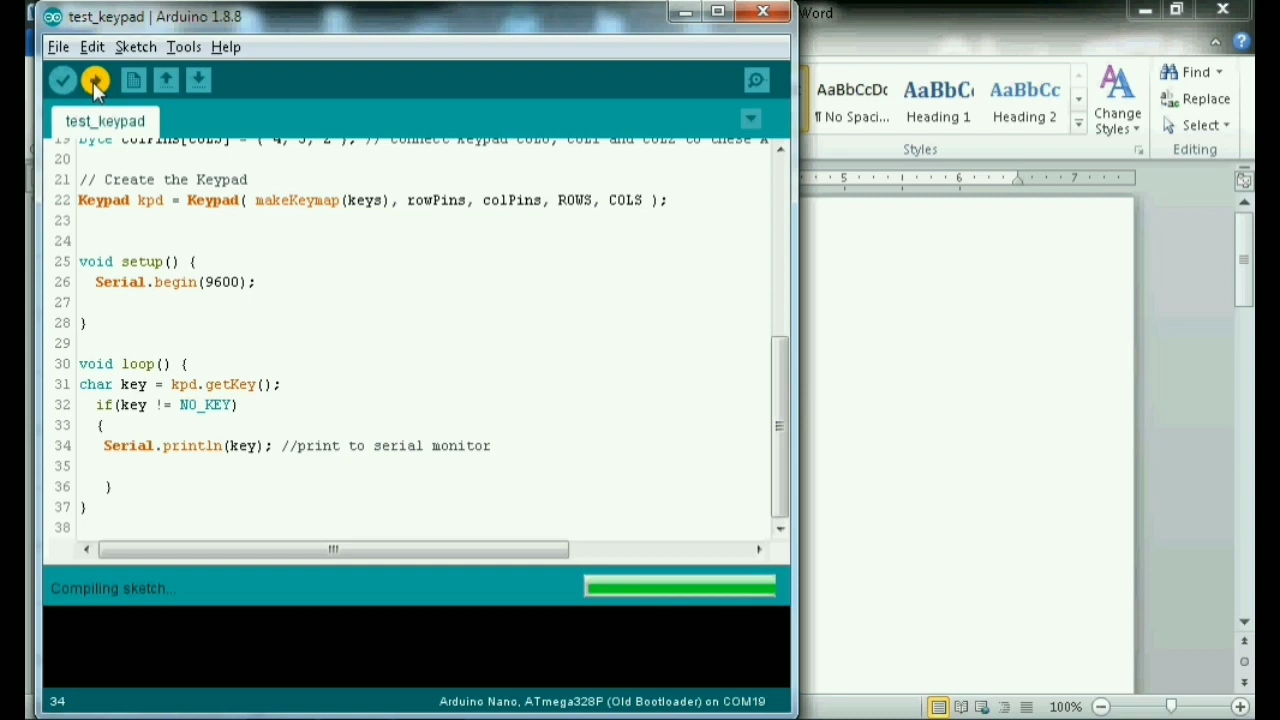 test_keypad | Arduino 1.8.8
File Edit Sketch Tools Help
test_keypad
19 byte colPins[COLS] = { 4, 3, 2 }; // Connect keypad COL0, COL1 and COL2 to these A
20
21 // Create the Keypad
22 Keypad kpd = Keypad( makeKeymap(keys), rowPins, colPins, ROWS, COLS );
23
24
25 void setup() {
26 Serial.begin(9600);
27
28 }
29
30 void loop() {
31 char key = kpd.getKey();
32 if(key != NO_KEY)
33 {
34 Serial.println(key); //print to serial monitor
35
36 }
37 }
38
Compiling sketch...
34 Arduino Nano, ATmega328P (Old Bootloader) on COM19
Word
AaBbCcDc AaBbC AaBbCc
¶ No Spaci... Heading 1 Heading 2
Change Styles
Find
Replace
Select
Styles Editing
5 6 7
100%